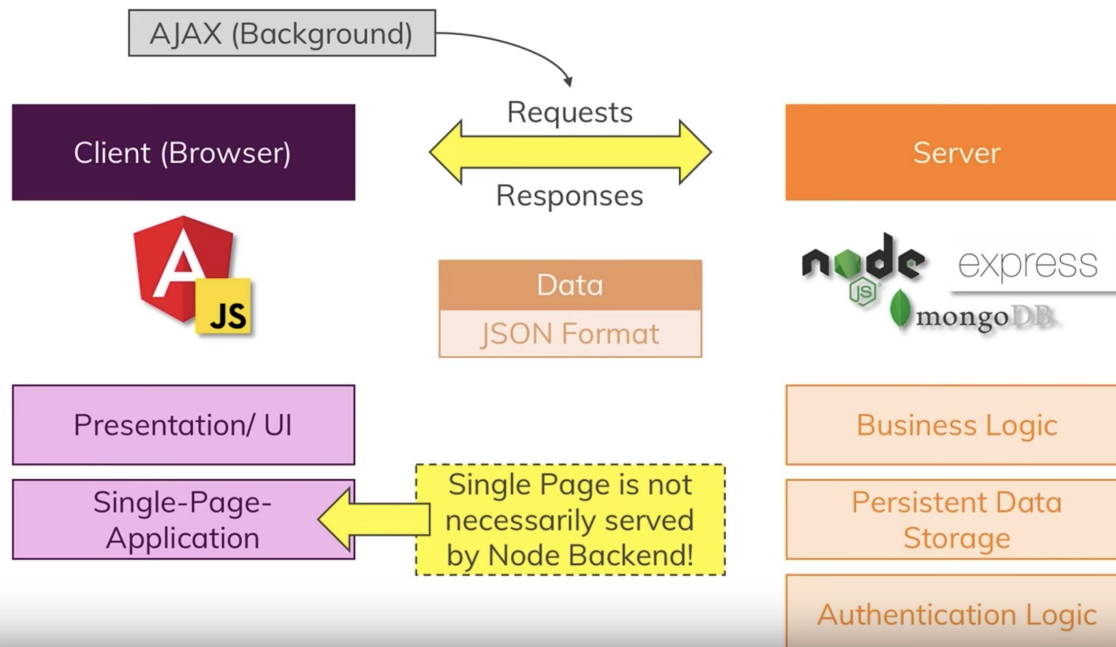 AJAX (Background)
Requests
Client (Browser)
Server
Responses
A
JS
node
JS
express
mongoDB.
Data
JSON Format
Presentation/ UI
Business Logic
Single-Page-
Application
Single Page is not
necessarily served
by Node Backend!
Persistent Data
Storage
Authentication Logic